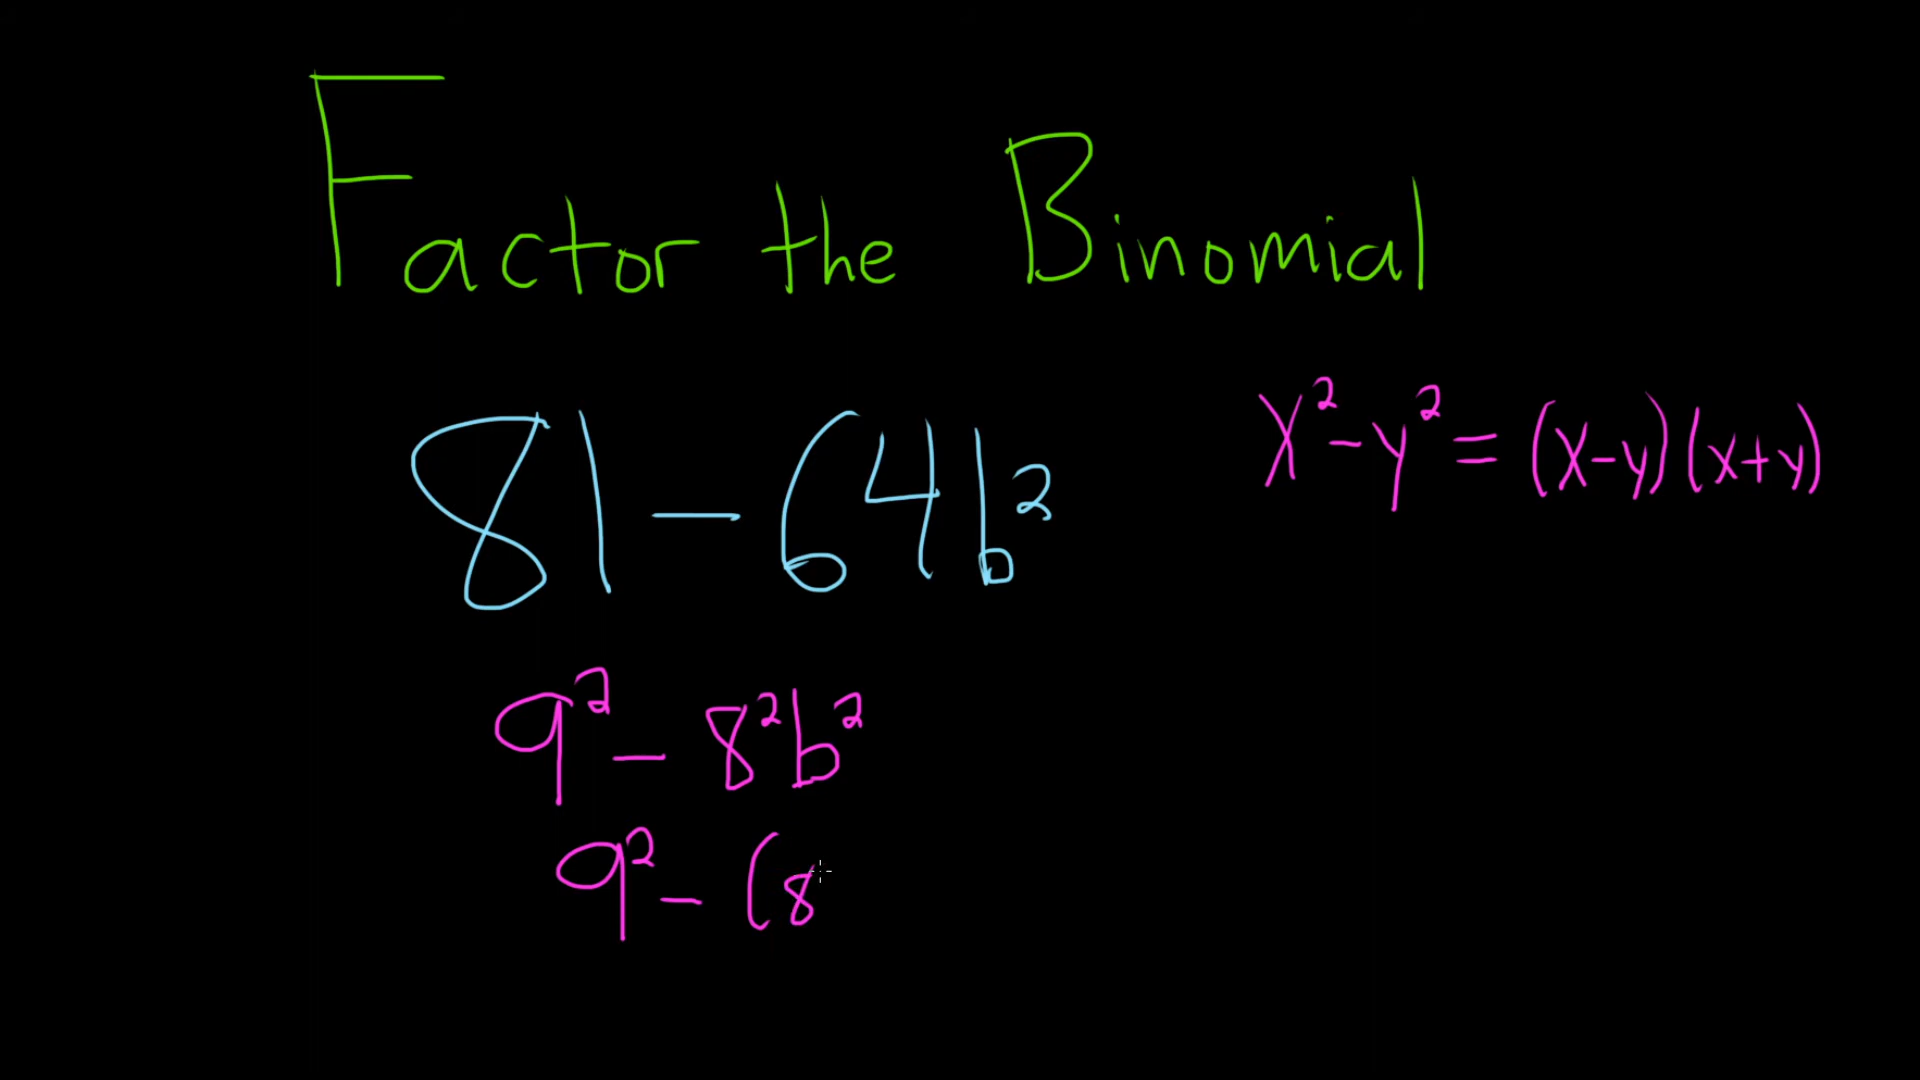 Factor the Binomial
81 - 64b²
x² - y² = (x-y)(x+y)
9² - 8²b²
9² - (8